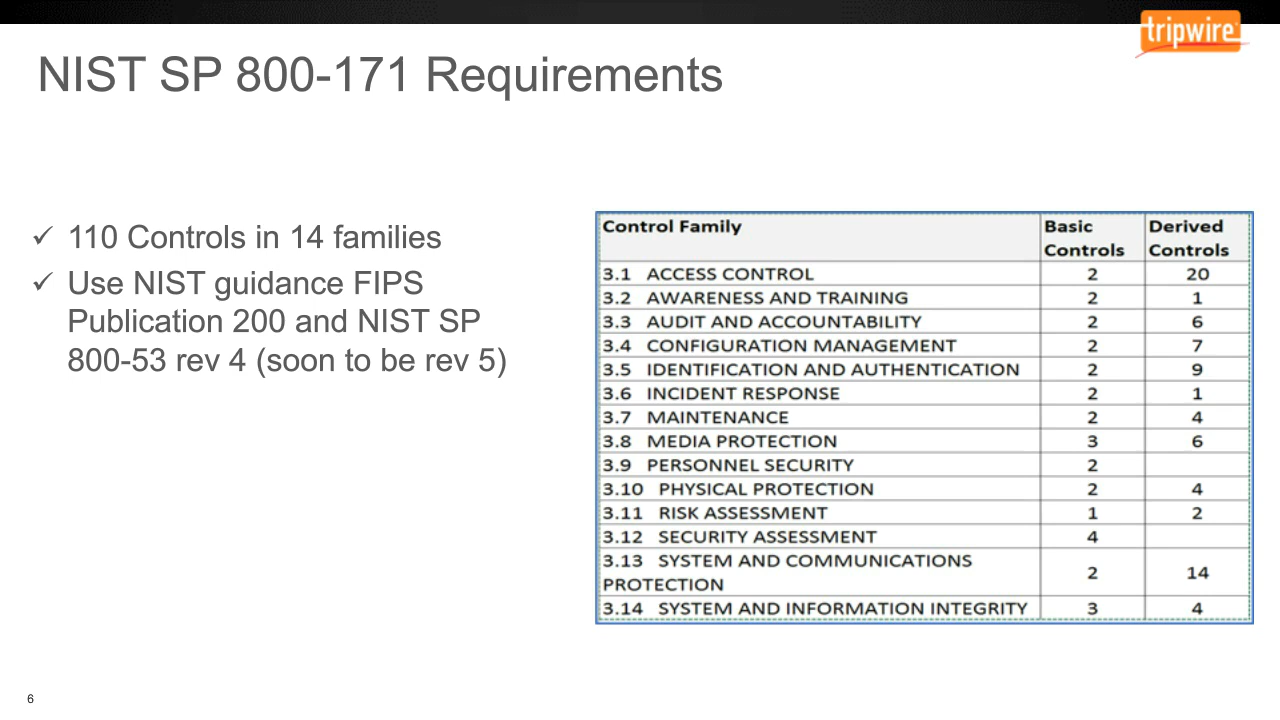 tripwire
NIST SP 800-171 Requirements
✓ 110 Controls in 14 families
✓ Use NIST guidance FIPS
Publication 200 and NIST SP
800-53 rev 4 (soon to be rev 5)
Control Family Basic Controls Derived Controls
3.1 ACCESS CONTROL 2 20
3.2 AWARENESS AND TRAINING 2 1
3.3 AUDIT AND ACCOUNTABILITY 2 6
3.4 CONFIGURATION MANAGEMENT 2 7
3.5 IDENTIFICATION AND AUTHENTICATION 2 9
3.6 INCIDENT RESPONSE 2 1
3.7 MAINTENANCE 2 4
3.8 MEDIA PROTECTION 3 6
3.9 PERSONNEL SECURITY 2
3.10 PHYSICAL PROTECTION 2 4
3.11 RISK ASSESSMENT 1 2
3.12 SECURITY ASSESSMENT 4
3.13 SYSTEM AND COMMUNICATIONS
PROTECTION 2 14
3.14 SYSTEM AND INFORMATION INTEGRITY 3 4
6